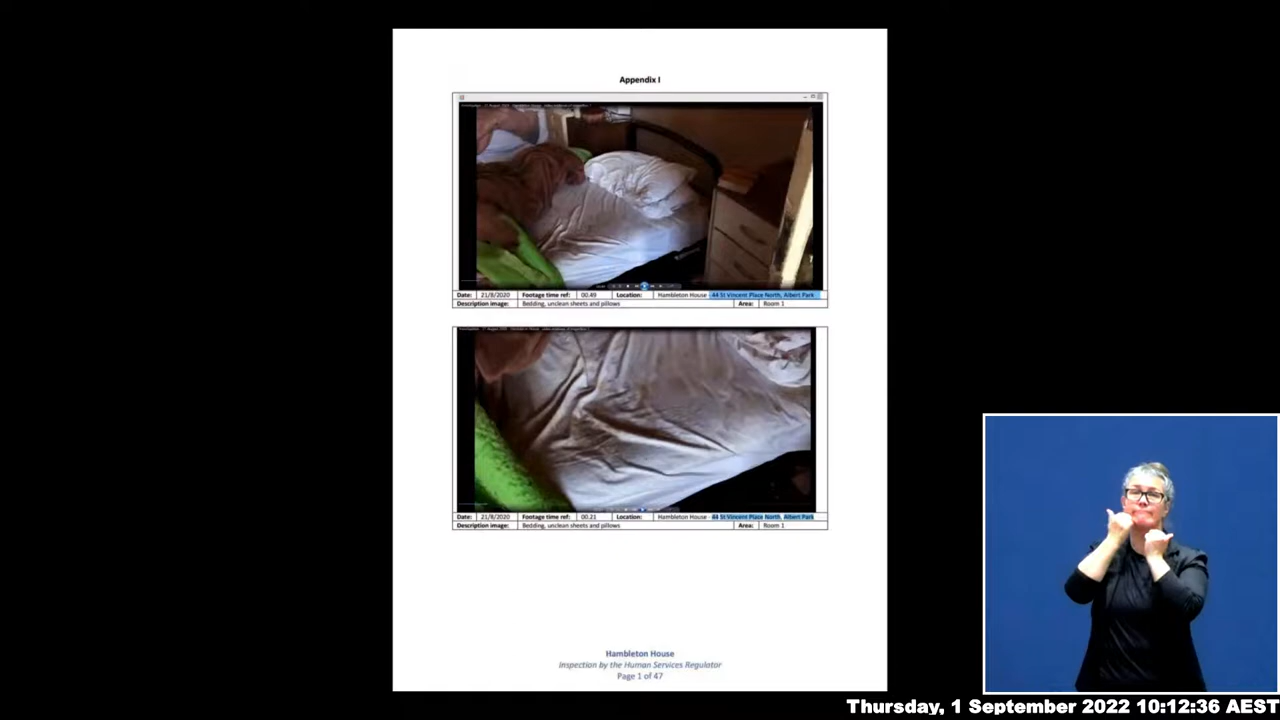 Appendix I
Date: 21/8/2020 Footage time ref: 00.49 Location: Hambleton House - 44 St Vincent Place North, Albert Park
Description image: Bedding, unclean sheets and pillows Area: Room 1
Date: 21/8/2020 Footage time ref: 00.21 Location: Hambleton House - 44 St Vincent Place North, Albert Park
Description image: Bedding, unclean sheets and pillows Area: Room 1
Hambleton House
Inspection by the Human Services Regulator
Page 1 of 47
Thursday, 1 September 2022 10:12:36 AEST